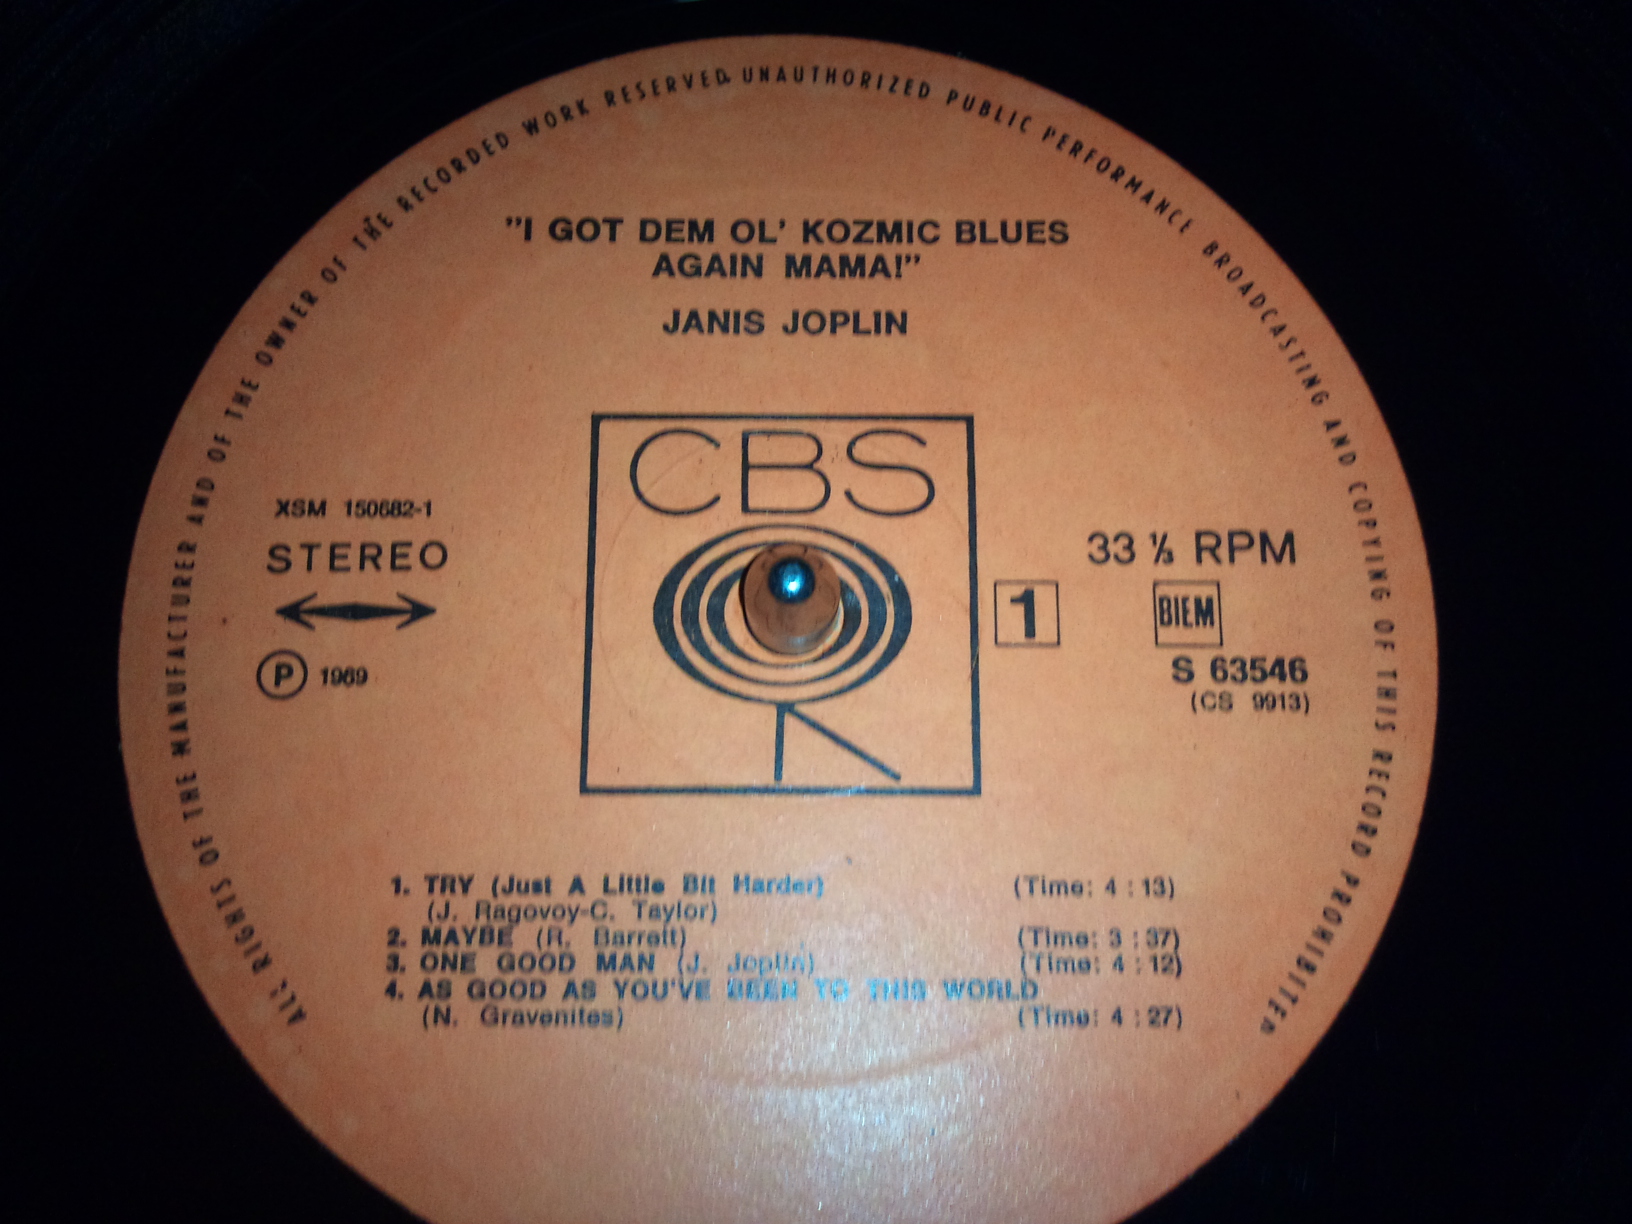 ALL RIGHTS OF THE MANUFACTURER AND OF THE OWNER OF THE RECORDED WORK RESERVED. UNAUTHORIZED PUBLIC PERFORMANCE BROADCASTING AND COPYING OF THIS RECORD PROHIBITED
"I GOT DEM OL' KOZMIC BLUES
AGAIN MAMA!"
JANIS JOPLIN
CBS
XSM 150682-1
STEREO
P 1969
33 ⅓ RPM
1
BIEM
S 63546
(CS 9913)
1. TRY (Just A Little Bit Harder) (Time: 4 : 13)
(J. Ragovoy-C. Taylor)
2. MAYBE (R. Barrett) (Time: 3 : 37)
3. ONE GOOD MAN (J. Joplin) (Time: 4 : 12)
4. AS GOOD AS YOU'VE BEEN TO THIS WORLD
(N. Gravenites) (Time: 4 : 27)